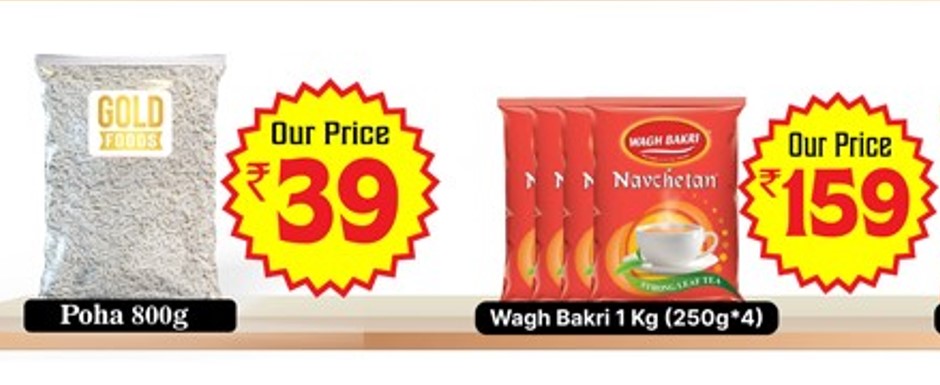 GOLD
FOODS
Our Price
₹39
Poha 800g
WAGH BAKRI
Navchetan
STRONG LEAF TEA
Our Price
₹159
Wagh Bakri 1 Kg (250g*4)